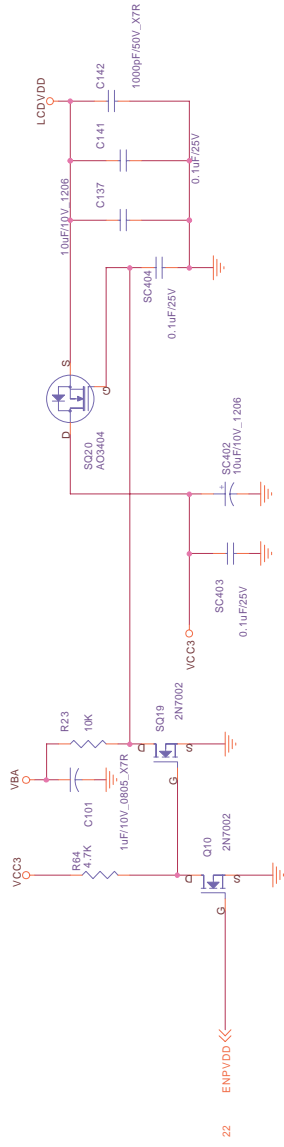 22
ENPVDD
G
D
S
Q10
2N7002
VCC3
R64
4.7K
VBA
C101
1uF/10V_0805_X7R
R23
10K
D
G
S
SQ19
2N7002
VCC3
SC403
0.1uF/25V
SC402
+
10uF/10V_1206
D
S
G
SQ20
AO3404
SC404
0.1uF/25V
10uF/10V_1206
C137
C141
0.1uF/25V
C142
1000pF/50V_X7R
LCDVDD